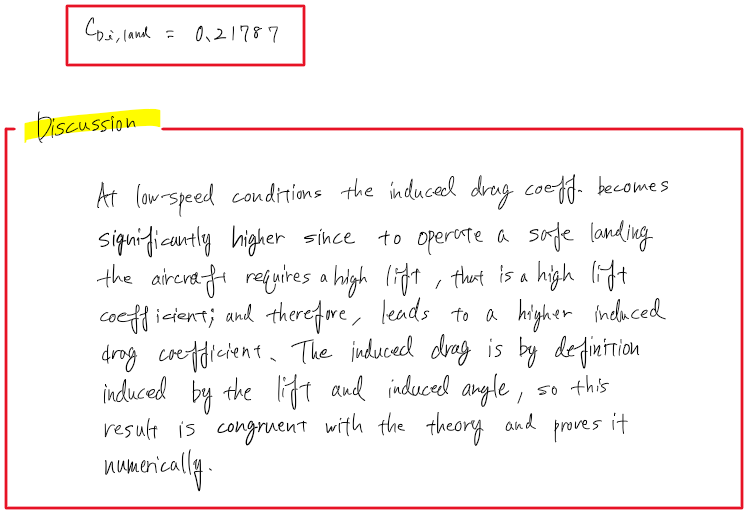 C_Di,land = 0.21787
Discussion
At low-speed conditions the induced drag coeff. becomes
significantly higher since to operate a safe landing
the aircraft requires a high lift, that is a high lift
coefficient; and therefore, leads to a higher induced
drag coefficient. The induced drag is by definition
induced by the lift and induced angle, so this
result is congruent with the theory and proves it
numerically.